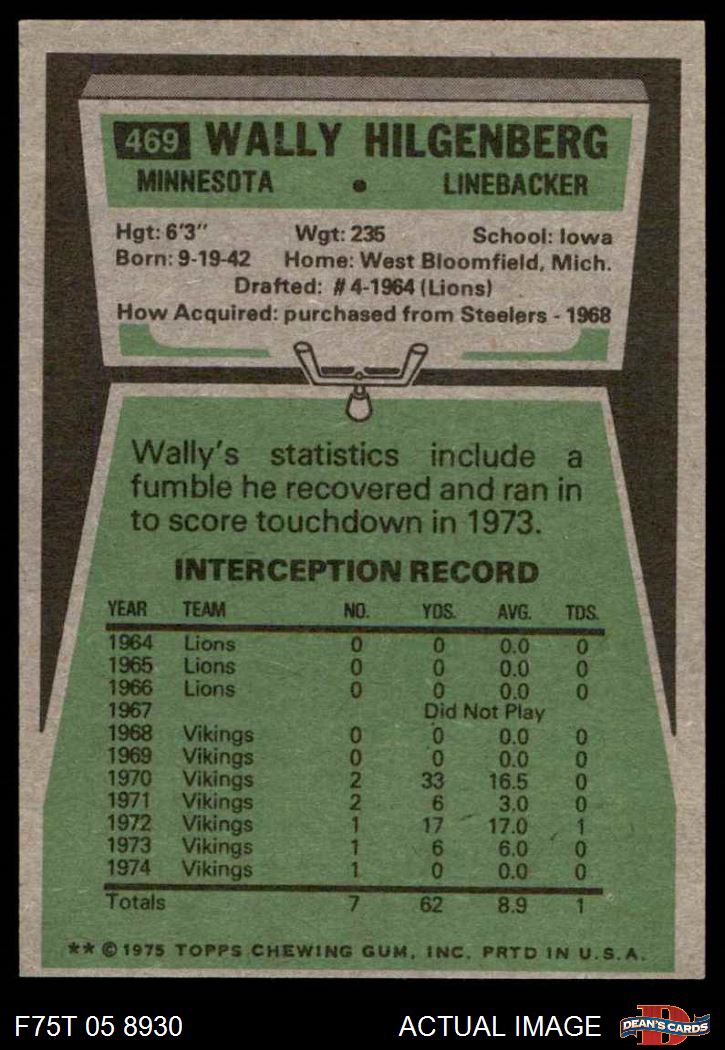 469 WALLY HILGENBERG
MINNESOTA • LINEBACKER
Hgt: 6'3" Wgt: 235 School: Iowa
Born: 9-19-42 Home: West Bloomfield, Mich.
Drafted: #4-1964 (Lions)
How Acquired: purchased from Steelers - 1968
Wally's statistics include a
fumble he recovered and ran in
to score touchdown in 1973.
INTERCEPTION RECORD
YEAR TEAM NO. YDS. AVG. TDS.
1964 Lions 0 0 0.0 0
1965 Lions 0 0 0.0 0
1966 Lions 0 0 0.0 0
1967 Did Not Play
1968 Vikings 0 0 0.0 0
1969 Vikings 0 0 0.0 0
1970 Vikings 2 33 16.5 0
1971 Vikings 2 6 3.0 0
1972 Vikings 1 17 17.0 1
1973 Vikings 1 6 6.0 0
1974 Vikings 1 0 0.0 0
Totals 7 62 8.9 1
** © 1975 TOPPS CHEWING GUM, INC. PRTD IN U.S.A.
F75T 05 8930 ACTUAL IMAGE D DEAN'S CARDS